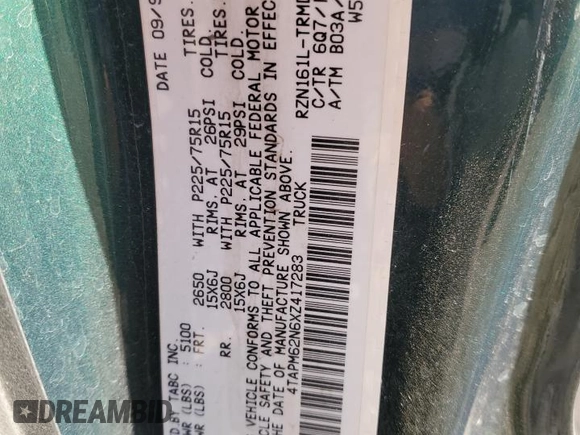 D BY TABC INC. DATE 09/9
WR (LBS) : 5100
WR (LBS) : FRT. 2650 WITH P225/75R15 TIRES.
15X6J RIMS. AT 26PSI COLD.
RR. 2800 WITH P225/75R15 TIRES.
15X6J RIMS. AT 29PSI COLD
VEHICLE CONFORMS TO ALL APPLICABLE FEDERAL MOTOR
CLE SAFETY AND THEFT PREVENTION STANDARDS IN EFFEC
E DATE OF MANUFACTURE SHOWN ABOVE.
4TAPM62N6XZ417283 TRUCK
RZN161L-TRMD
C/TR 6Q7/
A/TM B03A/
W5
DREAMBID